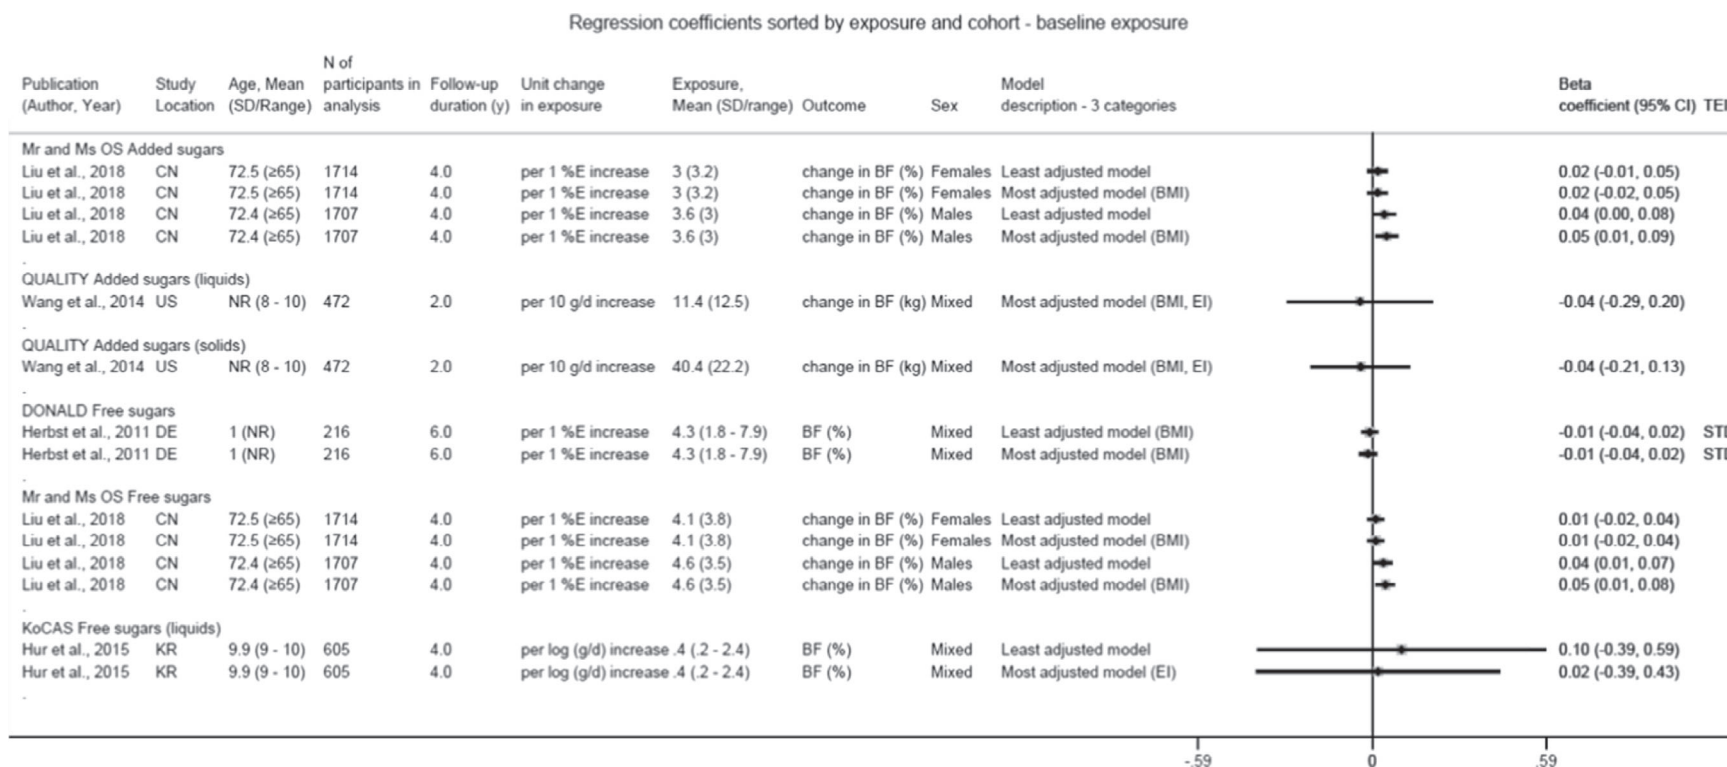 Regression coefficients sorted by exposure and cohort - baseline exposure
N of
Publication Study Age, Mean participants in Follow-up Unit change Exposure, Model Beta
(Author, Year) Location (SD/Range) analysis duration (y) in exposure Mean (SD/range) Outcome Sex description - 3 categories coefficient (95% CI) TEI
Mr and Ms OS Added sugars
Liu et al., 2018 CN 72.5 (≥65) 1714 4.0 per 1 %E increase 3 (3.2) change in BF (%) Females Least adjusted model 0.02 (-0.01, 0.05)
Liu et al., 2018 CN 72.5 (≥65) 1714 4.0 per 1 %E increase 3 (3.2) change in BF (%) Females Most adjusted model (BMI) 0.02 (-0.02, 0.05)
Liu et al., 2018 CN 72.4 (≥65) 1707 4.0 per 1 %E increase 3.6 (3) change in BF (%) Males Least adjusted model 0.04 (0.00, 0.08)
Liu et al., 2018 CN 72.4 (≥65) 1707 4.0 per 1 %E increase 3.6 (3) change in BF (%) Males Most adjusted model (BMI) 0.05 (0.01, 0.09)
.
QUALITY Added sugars (liquids)
Wang et al., 2014 US NR (8 - 10) 472 2.0 per 10 g/d increase 11.4 (12.5) change in BF (kg) Mixed Most adjusted model (BMI, EI) -0.04 (-0.29, 0.20)
.
QUALITY Added sugars (solids)
Wang et al., 2014 US NR (8 - 10) 472 2.0 per 10 g/d increase 40.4 (22.2) change in BF (kg) Mixed Most adjusted model (BMI, EI) -0.04 (-0.21, 0.13)
.
DONALD Free sugars
Herbst et al., 2011 DE 1 (NR) 216 6.0 per 1 %E increase 4.3 (1.8 - 7.9) BF (%) Mixed Least adjusted model (BMI) -0.01 (-0.04, 0.02)
Herbst et al., 2011 DE 1 (NR) 216 6.0 per 1 %E increase 4.3 (1.8 - 7.9) BF (%) Mixed Most adjusted model (BMI) -0.01 (-0.04, 0.02)
.
Mr and Ms OS Free sugars
Liu et al., 2018 CN 72.5 (≥65) 1714 4.0 per 1 %E increase 4.1 (3.8) change in BF (%) Females Least adjusted model 0.01 (-0.02, 0.04)
Liu et al., 2018 CN 72.5 (≥65) 1714 4.0 per 1 %E increase 4.1 (3.8) change in BF (%) Females Most adjusted model (BMI) 0.01 (-0.02, 0.04)
Liu et al., 2018 CN 72.4 (≥65) 1707 4.0 per 1 %E increase 4.6 (3.5) change in BF (%) Males Least adjusted model 0.04 (0.01, 0.07)
Liu et al., 2018 CN 72.4 (≥65) 1707 4.0 per 1 %E increase 4.6 (3.5) change in BF (%) Males Most adjusted model (BMI) 0.05 (0.01, 0.08)
.
KoCAS Free sugars (liquids)
Hur et al., 2015 KR 9.9 (9 - 10) 605 4.0 per log (g/d) increase .4 (.2 - 2.4) BF (%) Mixed Least adjusted model 0.10 (-0.39, 0.59)
Hur et al., 2015 KR 9.9 (9 - 10) 605 4.0 per log (g/d) increase .4 (.2 - 2.4) BF (%) Mixed Most adjusted model (EI) 0.02 (-0.39, 0.43)
.
-.59 0 .59